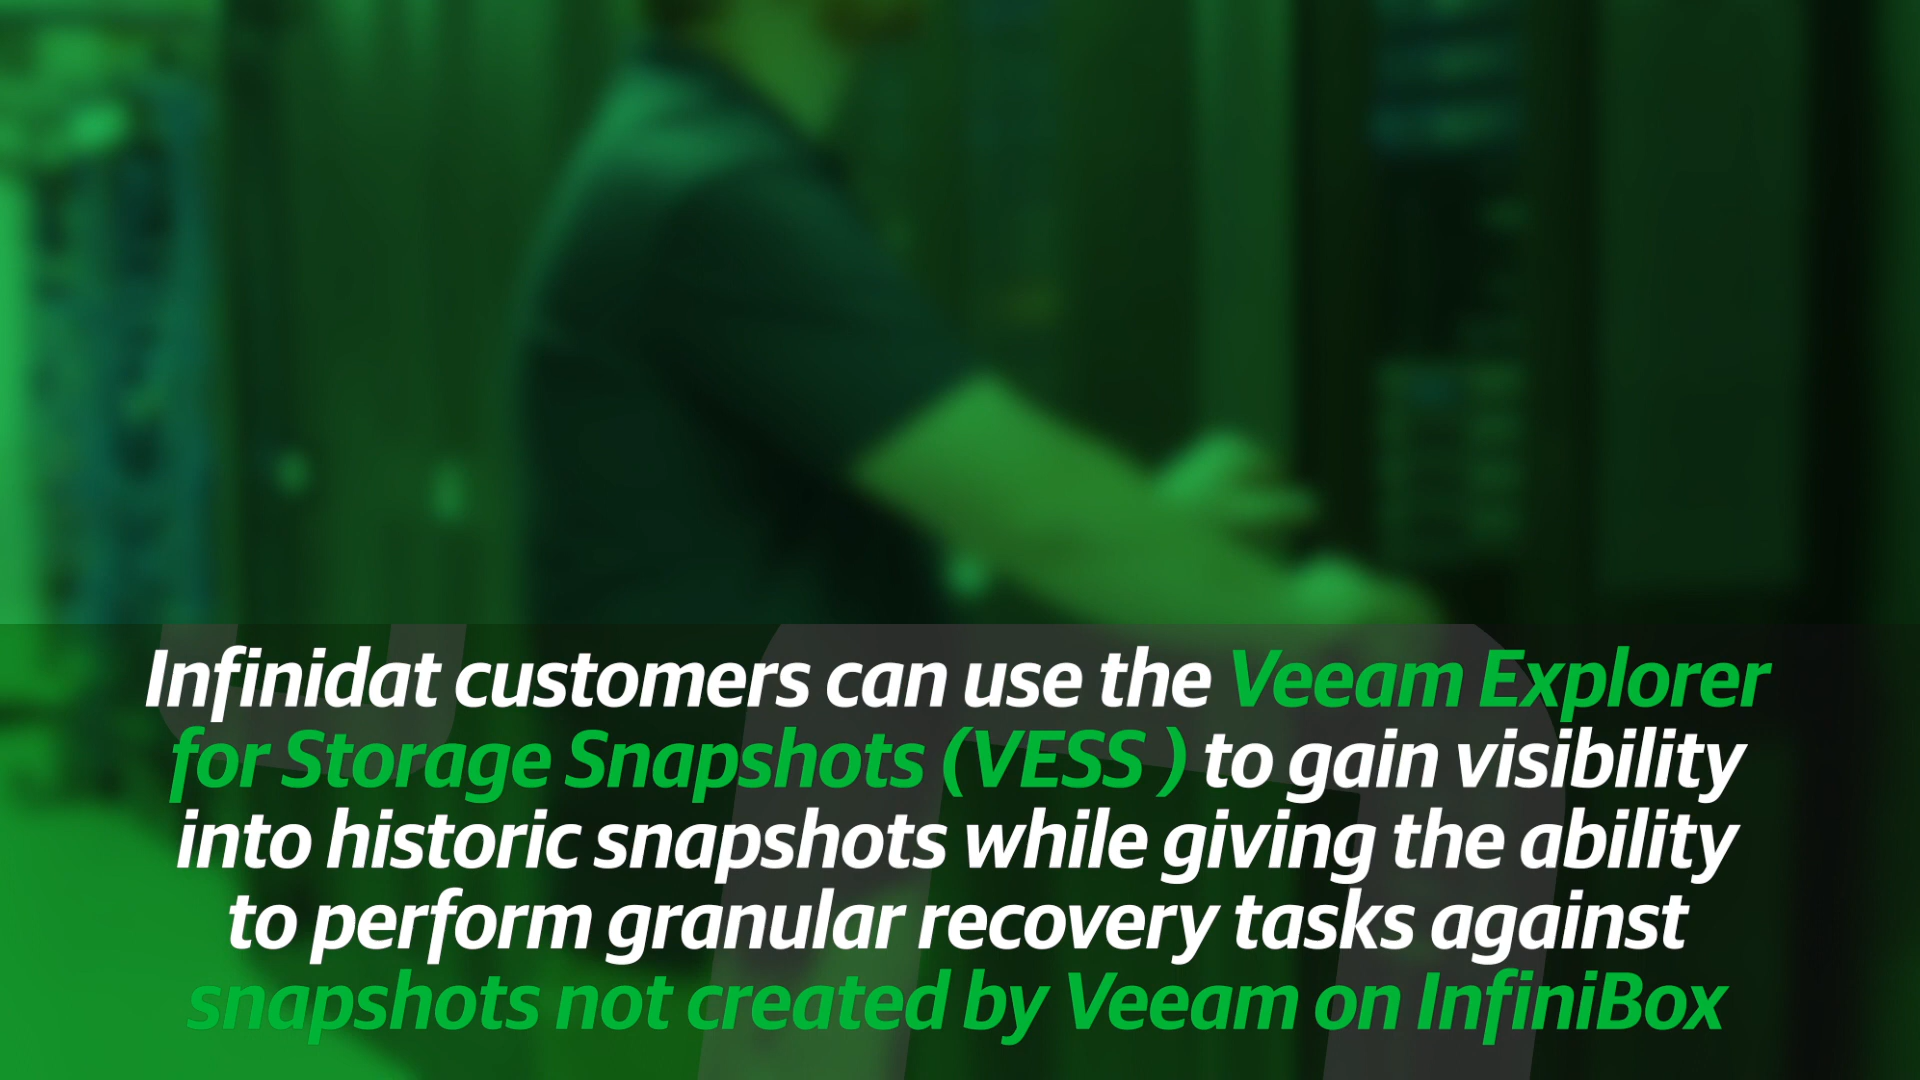 Infinidat customers can use the Veeam Explorer
for Storage Snapshots (VESS ) to gain visibility
into historic snapshots while giving the ability
to perform granular recovery tasks against
snapshots not created by Veeam on InfiniBox